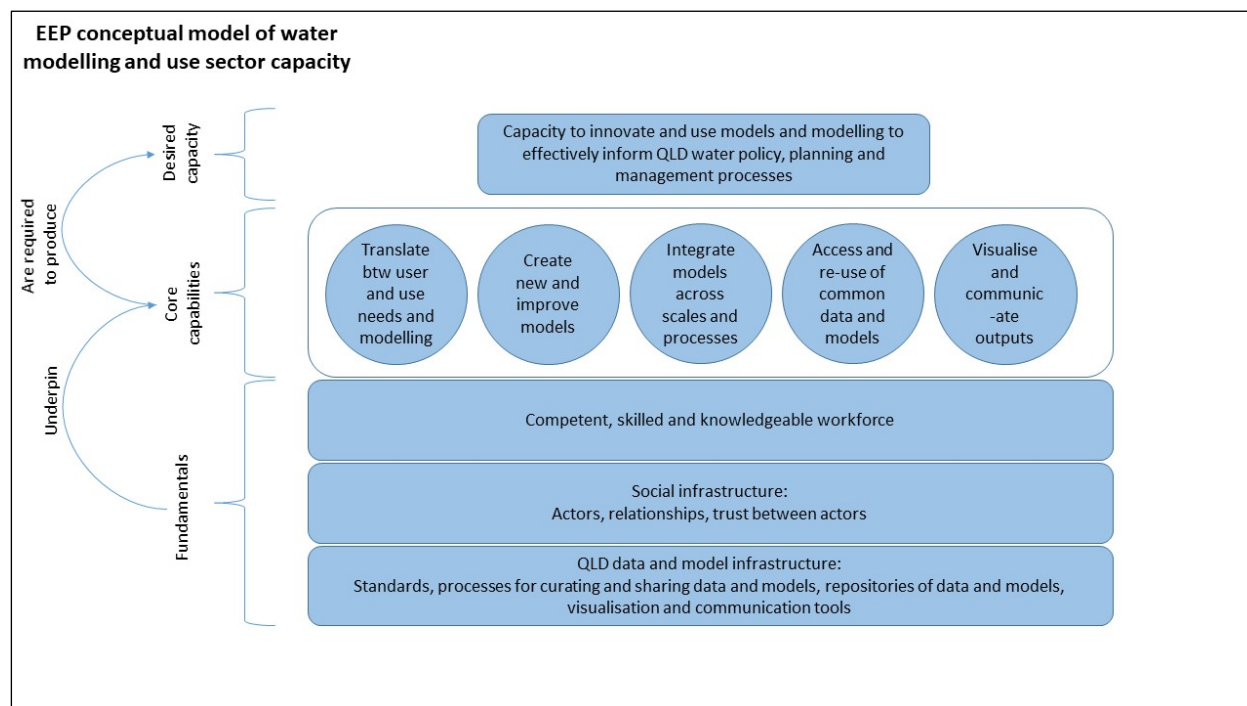 EEP conceptual model of water
modelling and use sector capacity
Desired
capacity
Capacity to innovate and use models and modelling to
effectively inform QLD water policy, planning and
management processes
Are required
to produce
Core
capabilities
Translate
btw user
and use
needs and
modelling
Create
new and
improve
models
Integrate
models
across
scales and
processes
Access and
re-use of
common
data and
models
Visualise
and
communic
-ate
outputs
Underpin
Fundamentals
Competent, skilled and knowledgeable workforce
Social infrastructure:
Actors, relationships, trust between actors
QLD data and model infrastructure:
Standards, processes for curating and sharing data and models, repositories of data and models,
visualisation and communication tools